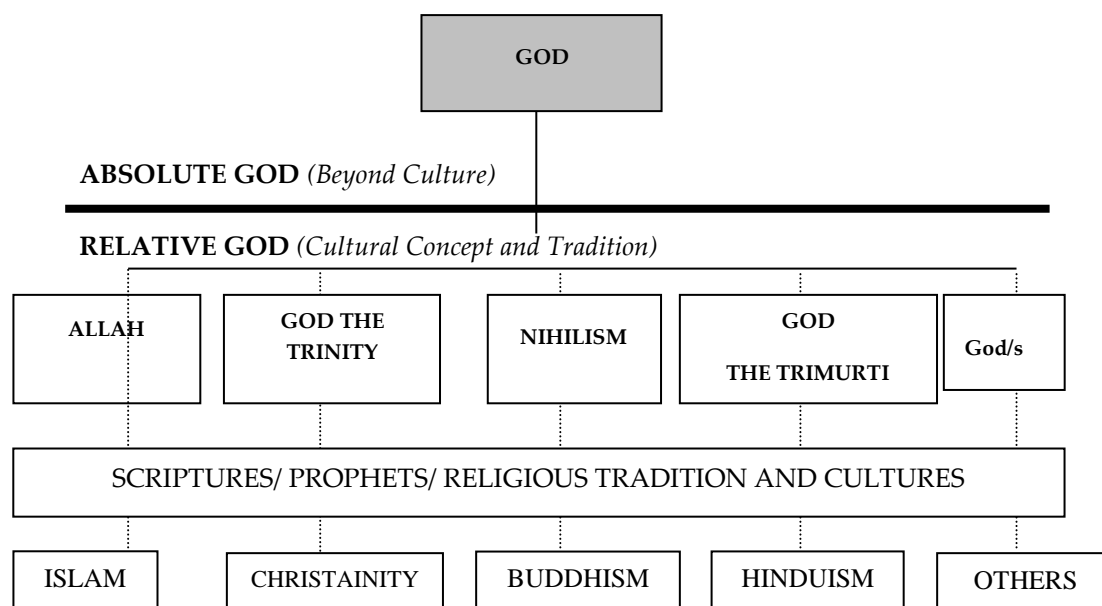 GOD
ABSOLUTE GOD (Beyond Culture)
RELATIVE GOD (Cultural Concept and Tradition)
ALLAH
GOD THE
TRINITY
NIHILISM
GOD
THE TRIMURTI
God/s
SCRIPTURES/ PROPHETS/ RELIGIOUS TRADITION AND CULTURES
ISLAM
CHRISTAINITY
BUDDHISM
HINDUISM
OTHERS